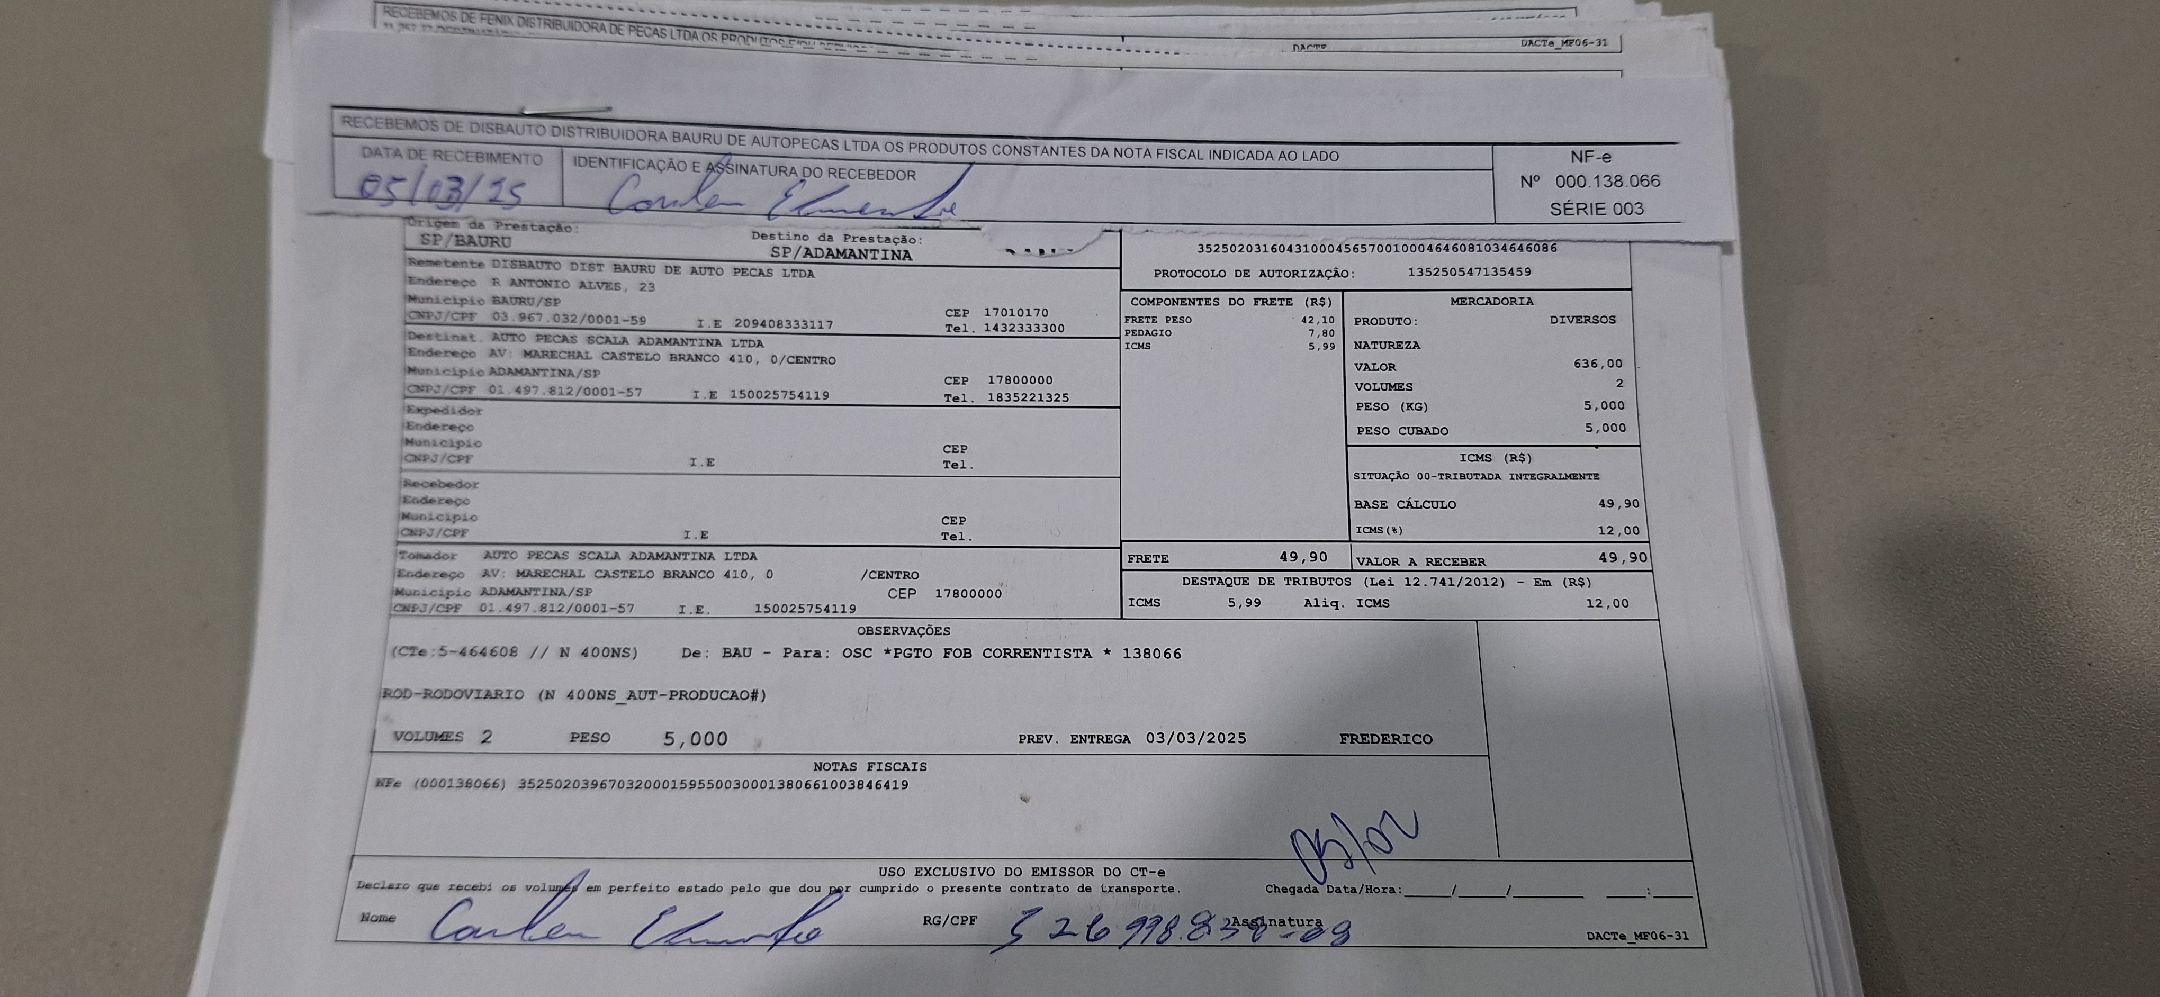 RECEBEMOS DE FENIX DISTRIBUIDORA DE PECAS LTDA OS PRODUTOS
DACTe DACTe_MF06-31
RECEBEMOS DE DISBAUTO DISTRIBUIDORA BAURU DE AUTOPECAS LTDA OS PRODUTOS CONSTANTES DA NOTA FISCAL INDICADA AO LADO
DATA DE RECEBIMENTO
05/03/25
IDENTIFICAÇÃO E ASSINATURA DO RECEBEDOR
NF-e
Nº 000.138.066
SÉRIE 003
Origem da Prestação:
SP/BAURU
Destino da Prestação:
SP/ADAMANTINA
Remetente DISBAUTO DIST BAURU DE AUTO PECAS LTDA
Endereço R ANTONIO ALVES, 23
Município BAURU/SP CEP 17010170
CNPJ/CPF 03.967.032/0001-59 I.E 209408333117 Tel. 1432333300
Destinat. AUTO PECAS SCALA ADAMANTINA LTDA
Endereço AV: MARECHAL CASTELO BRANCO 410, 0/CENTRO
Município ADAMANTINA/SP CEP 17800000
CNPJ/CPF 01.497.812/0001-57 I.E 150025754119 Tel. 1835221325
Expedidor
Endereço
Município CEP
CNPJ/CPF I.E Tel.
Recebedor
Endereço
Município CEP
CNPJ/CPF I.E Tel.
Tomador AUTO PECAS SCALA ADAMANTINA LTDA
Endereço AV: MARECHAL CASTELO BRANCO 410, 0 /CENTRO
Município ADAMANTINA/SP CEP 17800000
CNPJ/CPF 01.497.812/0001-57 I.E. 150025754119
35250203160431000456570010004646081034646086
PROTOCOLO DE AUTORIZAÇÃO: 135250547135459
COMPONENTES DO FRETE (R$)
FRETE PESO 42,10
PEDAGIO 7,80
ICMS 5,99
MERCADORIA
PRODUTO: DIVERSOS
NATUREZA
VALOR 636,00
VOLUMES 2
PESO (KG) 5,000
PESO CUBADO 5,000
ICMS (R$)
SITUAÇÃO 00-TRIBUTADA INTEGRALMENTE
BASE CÁLCULO 49,90
ICMS(%) 12,00
FRETE 49,90
VALOR A RECEBER 49,90
DESTAQUE DE TRIBUTOS (Lei 12.741/2012) - Em (R$)
ICMS 5,99 Aliq. ICMS 12,00
OBSERVAÇÕES
(CTe:5-464608 // N 400NS) De: BAU - Para: OSC *PGTO FOB CORRENTISTA * 138066
ROD-RODOVIARIO (N 400NS_AUT-PRODUCAO#)
VOLUMES 2 PESO 5,000 PREV. ENTREGA 03/03/2025 FREDERICO
NOTAS FISCAIS
NFe (000138066) 35250203967032000159550030001380661003846419
05/02
USO EXCLUSIVO DO EMISSOR DO CT-e
Declaro que recebi os volumes em perfeito estado pelo que dou por cumprido o presente contrato de transporte. Chegada Data/Hora:____/____/______ ___:____
Nome RG/CPF Assinatura
DACTe_MF06-31